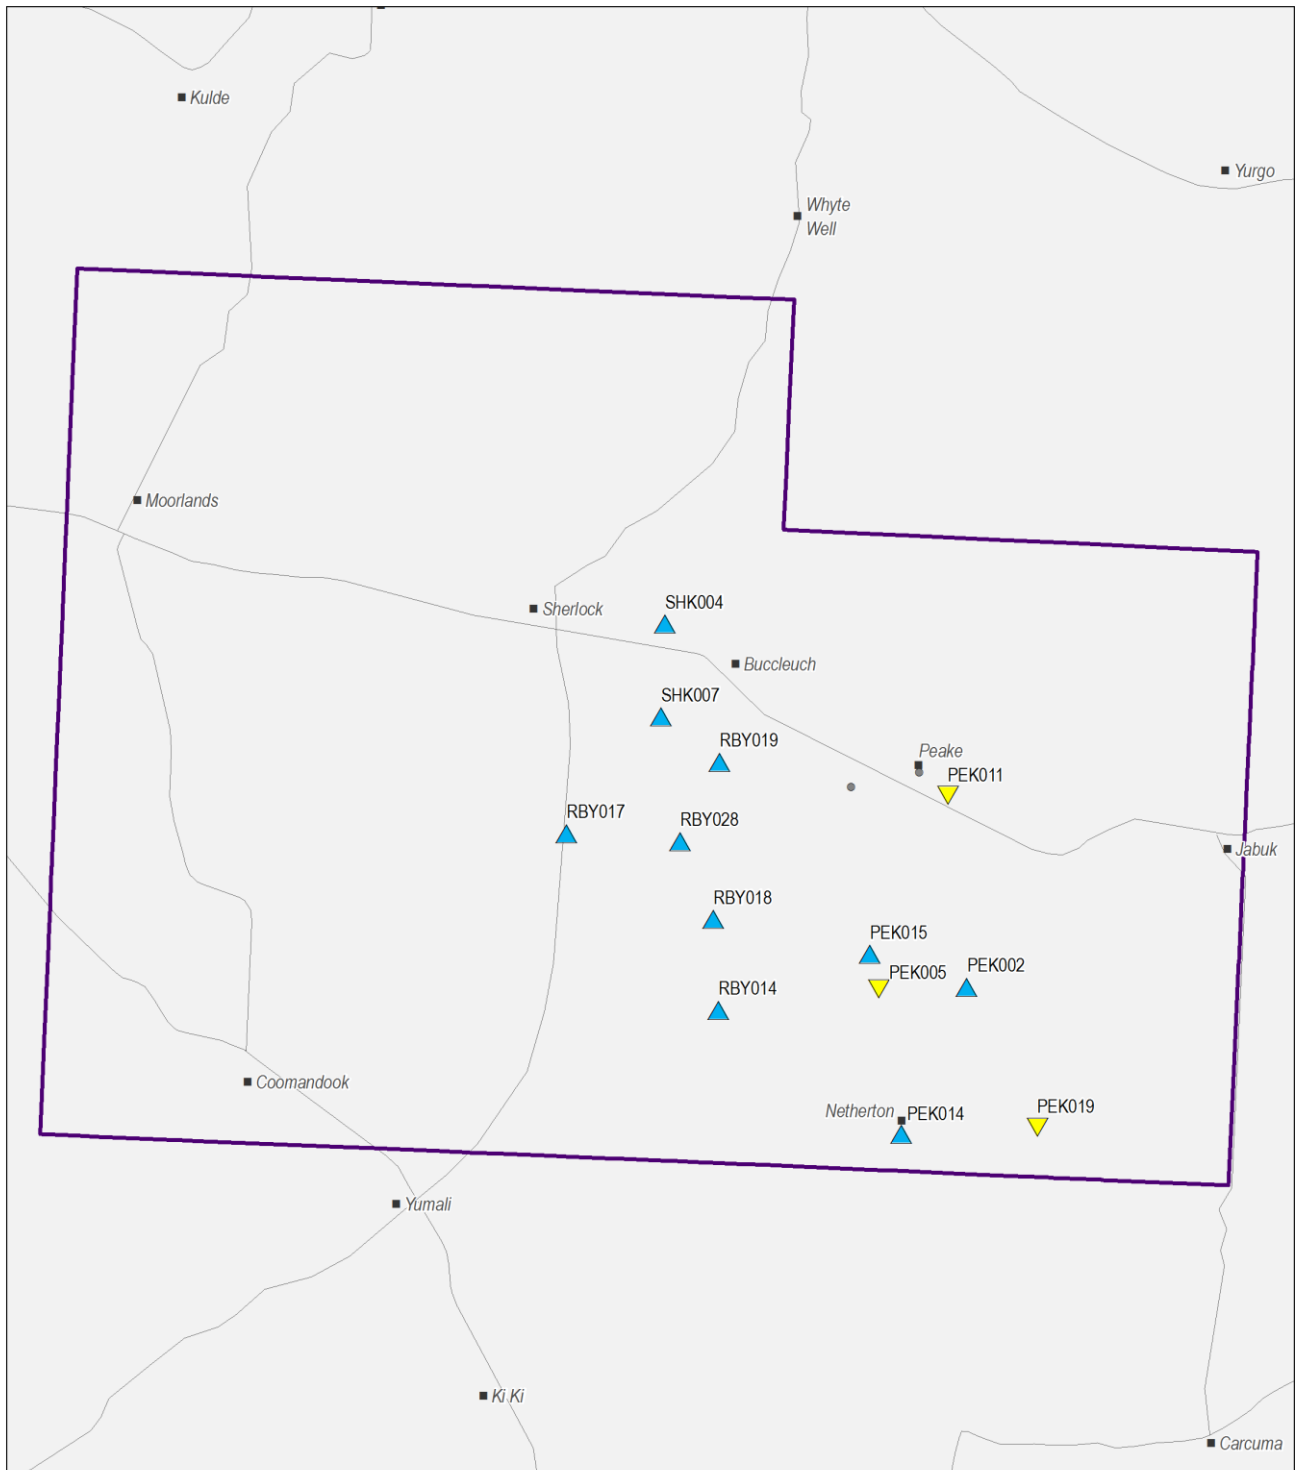 Kulde
Yurgo
Whyte
Well
Moorlands
SHK004
Sherlock
Buccleuch
SHK007
RBY019
Peake
PEK011
RBY017
RBY028
Jabuk
RBY018
PEK015
PEK005
PEK002
RBY014
Coomandook
PEK019
Netherton
PEK014
Yumali
Ki Ki
Carcuma